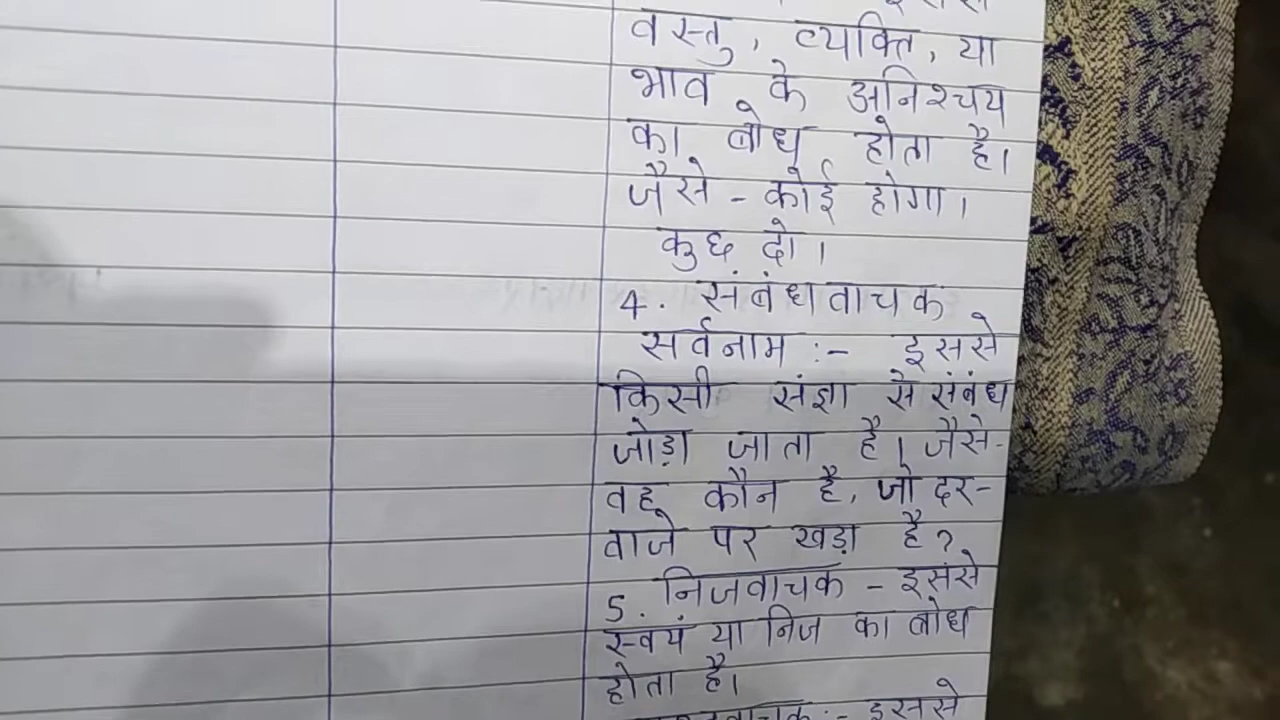 वस्तु, व्यक्ति, या
भाव के अनिश्चय
का बोध होता है।
जैसे - कोई होगा।
कुछ दो।
4. संबंधवाचक
सर्वनाम :- इससे
किसी संज्ञा से संबंध
जोड़ा जाता है। जैसे-
वह कौन है, जो दर-
वाजे पर खड़ा है?
5. निजवाचक - इससे
स्वयं या निज का बोध
होता है।
:- इससे